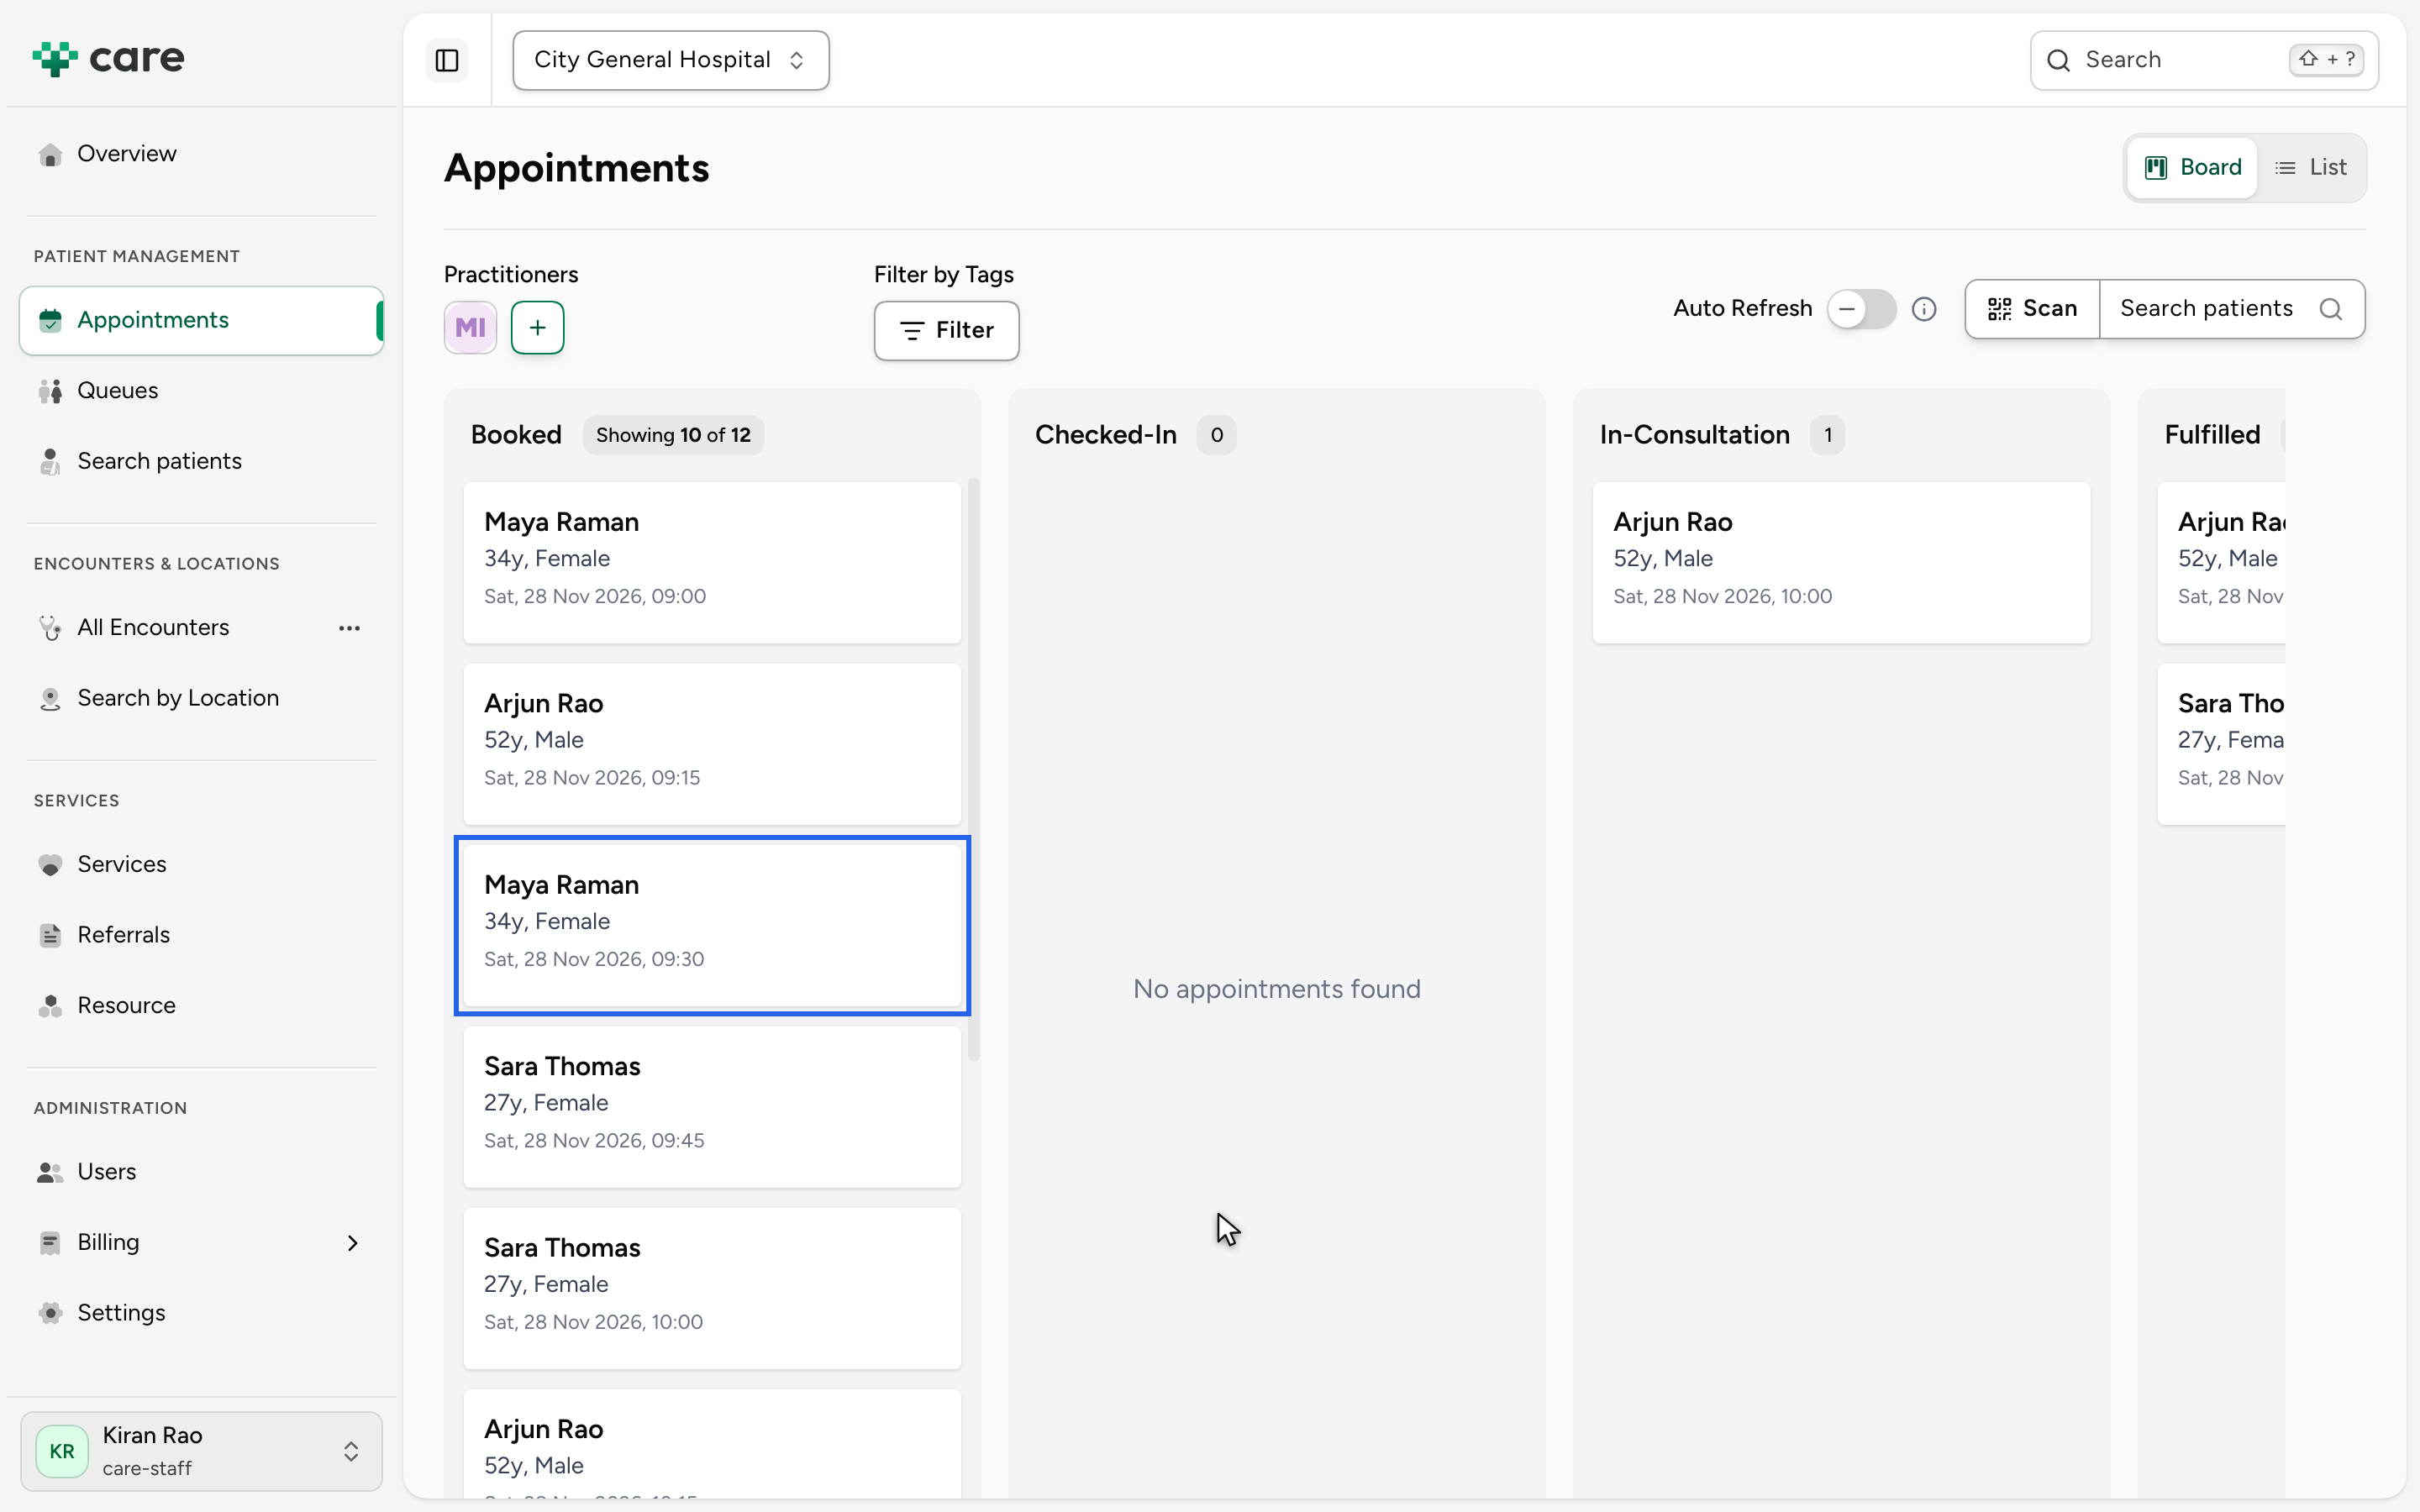 care
City General Hospital
Search
+ ?
Overview
PATIENT MANAGEMENT
Appointments
Queues
Search patients
ENCOUNTERS & LOCATIONS
All Encounters
Search by Location
SERVICES
Services
Referrals
Resource
ADMINISTRATION
Users
Billing
Settings
KR
Kiran Rao
care-staff
Appointments
Board
List
Practitioners
MI
+
Filter by Tags
Filter
Auto Refresh
Scan
Search patients
Booked
Showing 10 of 12
Maya Raman
34y, Female
Sat, 28 Nov 2026, 09:00
Arjun Rao
52y, Male
Sat, 28 Nov 2026, 09:15
Maya Raman
34y, Female
Sat, 28 Nov 2026, 09:30
Sara Thomas
27y, Female
Sat, 28 Nov 2026, 09:45
Sara Thomas
27y, Female
Sat, 28 Nov 2026, 10:00
Arjun Rao
52y, Male
Checked-In
0
No appointments found
In-Consultation
1
Arjun Rao
52y, Male
Sat, 28 Nov 2026, 10:00
Fulfilled
Arjun
52y, Male
Sat, 28 Nov
Sara
27y,
Sat, 28 Nov